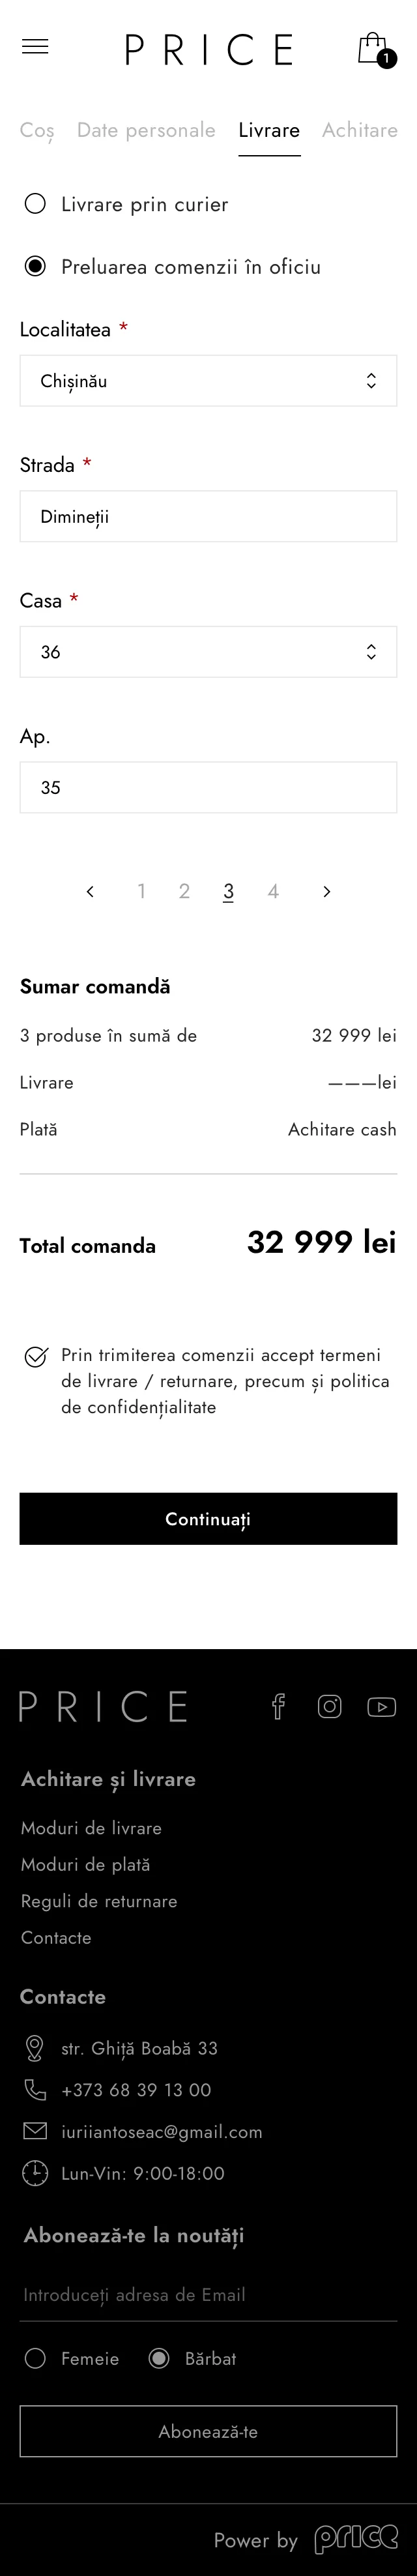 PRICE
1
Coș Date personale Livrare Achitare
Livrare prin curier
Preluarea comenzii în oficiu
Localitatea *
Chișinău
Strada *
Dimineții
Casa *
36
Ap.
35
1 2 3 4
Sumar comandă
3 produse în sumă de 32 999 lei
Livrare ———lei
Plată Achitare cash
Total comanda 32 999 lei
Prin trimiterea comenzii accept termeni
de livrare / returnare, precum și politica
de confidențialitate
Continuați
PRICE
Achitare și livrare
Moduri de livrare
Moduri de plată
Reguli de returnare
Contacte
Contacte
str. Ghiță Boabă 33
+373 68 39 13 00
iuriiantoseac@gmail.com
Lun-Vin: 9:00-18:00
Abonează-te la noutăți
Introduceți adresa de Email
Femeie Bărbat
Abonează-te
Power by price